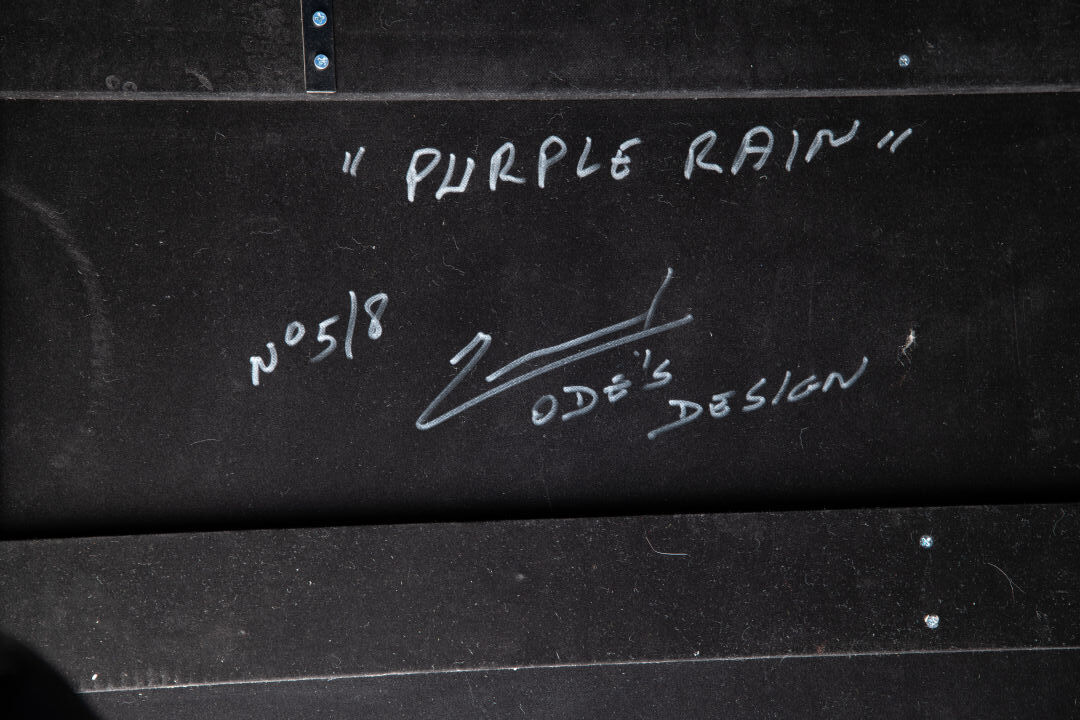 "PURPLE RAIN"
N°5/8
ODE"S
DESIGN